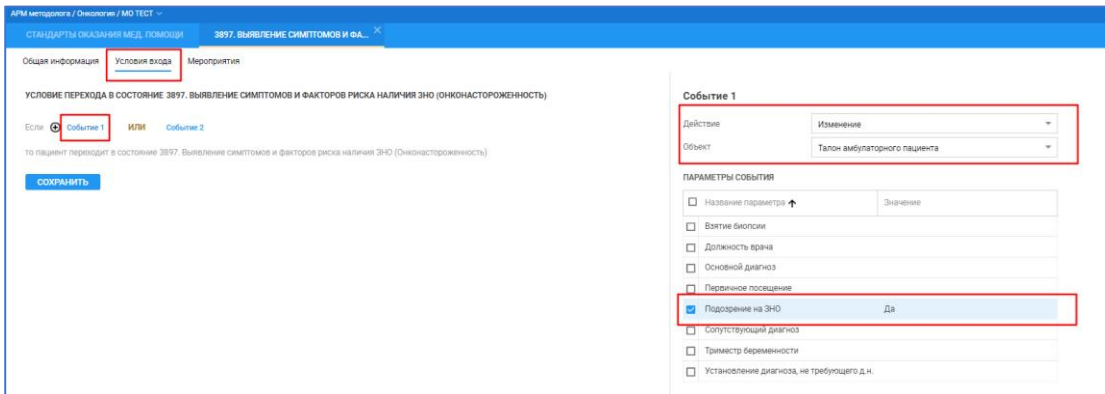 АРМ методолога / Онкология / МО ТЕСТ
СТАНДАРТЫ ОКАЗАНИЯ МЕД. ПОМОЩИ
3897. ВЫЯВЛЕНИЕ СИМПТОМОВ И ФА...
Общая информация Условия входа Мероприятия
УСЛОВИЕ ПЕРЕХОДА В СОСТОЯНИЕ 3897. ВЫЯВЛЕНИЕ СИМПТОМОВ И ФАКТОРОВ РИСКА НАЛИЧИЯ ЗНО (ОНКОНАСТОРОЖЕННОСТЬ)
Если Событие 1 ИЛИ Событие 2
то пациент переходит в состояние 3897. Выявление симптомов и факторов риска наличия ЗНО (Онконастороженность)
СОХРАНИТЬ
Событие 1
Действие Изменение
Объект Талон амбулаторного пациента
ПАРАМЕТРЫ СОБЫТИЯ
Название параметра Значение
Взятие биопсии
Должность врача
Основной диагноз
Первичное посещение
Подозрение на ЗНО Да
Сопутствующий диагноз
Триместр беременности
Установление диагноза, не требующего д.н.